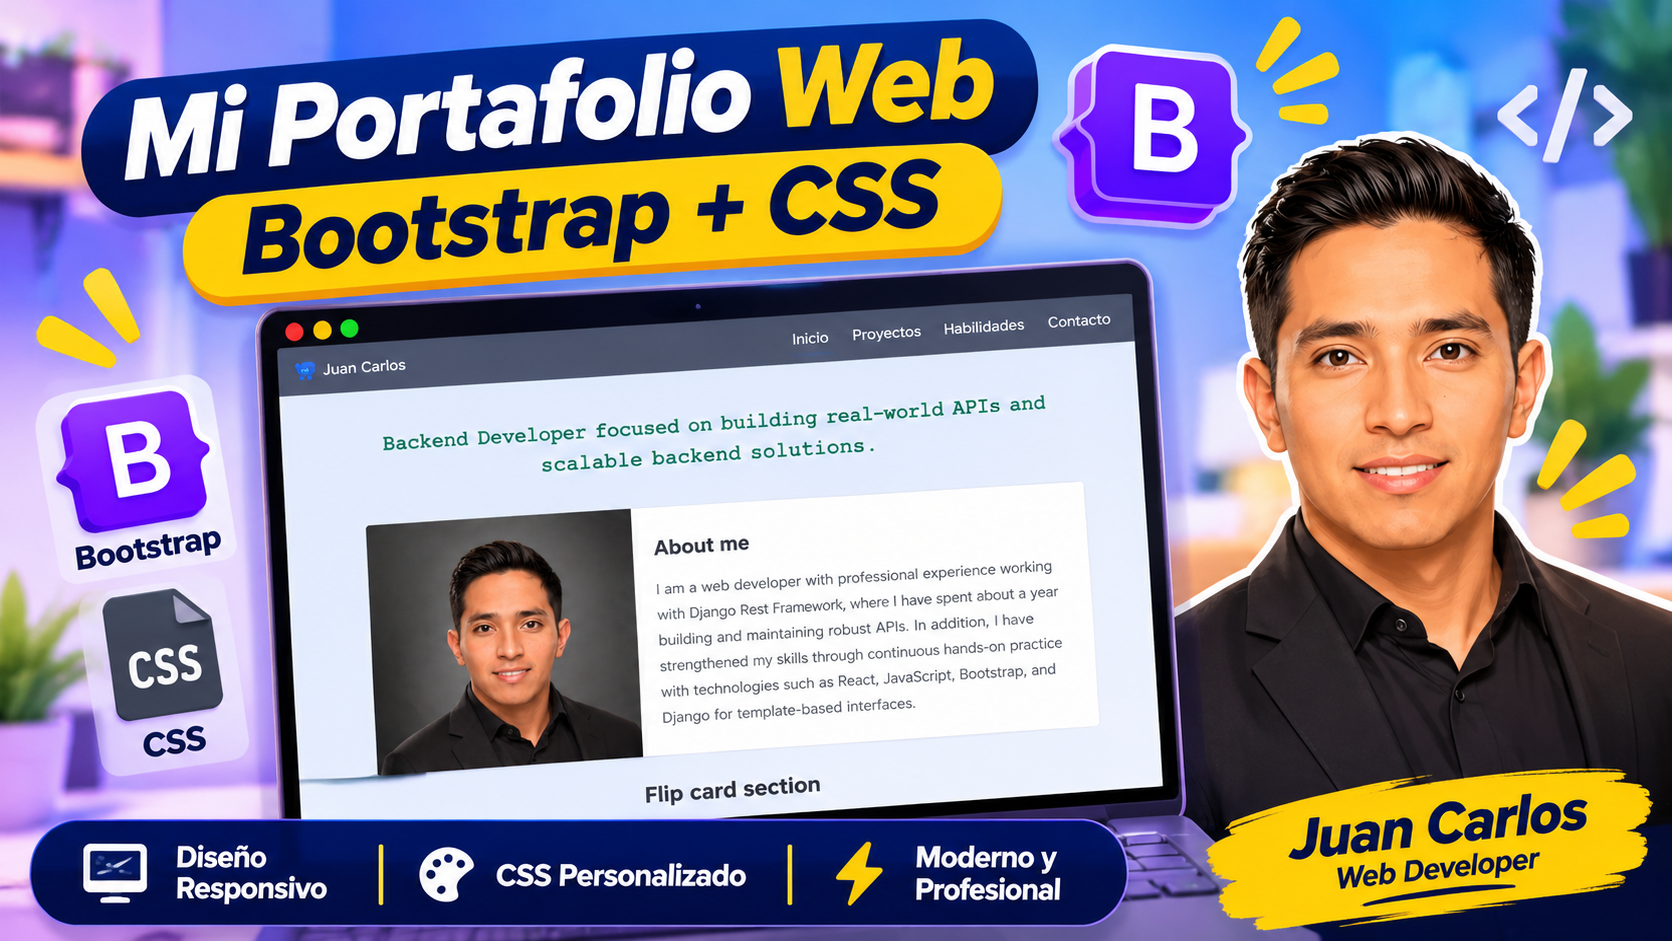 Mi Portafolio Web
Bootstrap + CSS
B
</>
Juan Carlos
Inicio
Proyectos
Habilidades
Contacto
Backend Developer focused on building real-world APIs and
scalable backend solutions.
About me
I am a web developer with professional experience working
with Django Rest Framework, where I have spent about a year
building and maintaining robust APIs. In addition, I have
strengthened my skills through continuous hands-on practice
with technologies such as React, JavaScript, Bootstrap, and
Django for template-based interfaces.
Flip card section
B
Bootstrap
CSS
CSS
Diseño
Responsivo
CSS Personalizado
Moderno y
Profesional
Juan Carlos
Web Developer